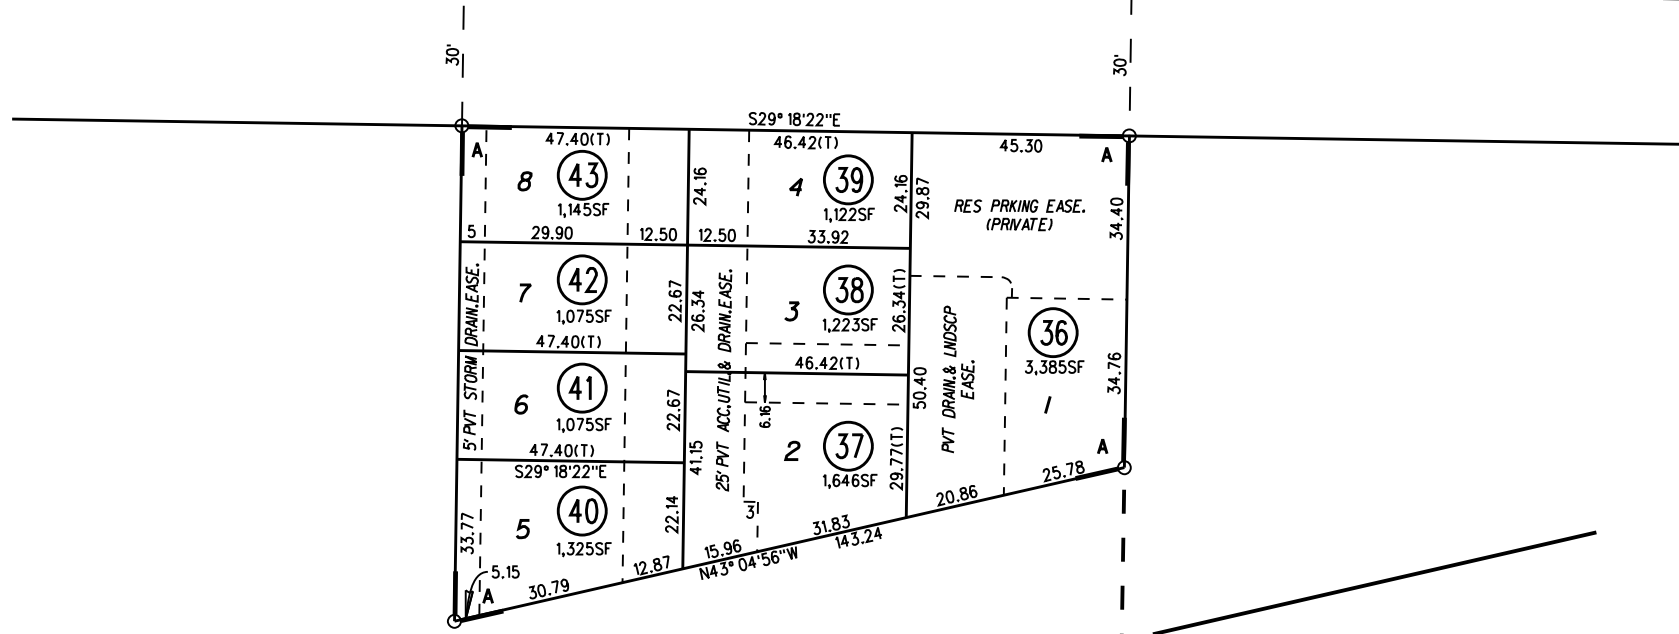 30'
30'
S29° 18'22"E
47.40(T)
46.42(T)
45.30
A
A
8
43
1,145SF
24.16
4
39
1,122SF
24.16
29.87
RES PRKING EASE.
(PRIVATE)
34.40
5
29.90
12.50
12.50
33.92
7
42
1,075SF
22.67
26.34
3
38
1,223SF
26.34(T)
36
3,385SF
1
34.76
47.40(T)
46.42(T)
5' PVT STORM DRAIN.EASE.
25' PVT ACC,UTIL.& DRAIN.EASE.
PVT DRAIN.& LNDSCP
EASE.
6
41
1,075SF
22.67
6.16
50.40
47.40(T)
S29° 18'22"E
41.15
2
37
1,646SF
29.77(T)
A
25.78
20.86
5
40
1,325SF
33.77
22.14
3
31.83
143.24
15.96
N43° 04'56"W
12.87
5.15
30.79
A